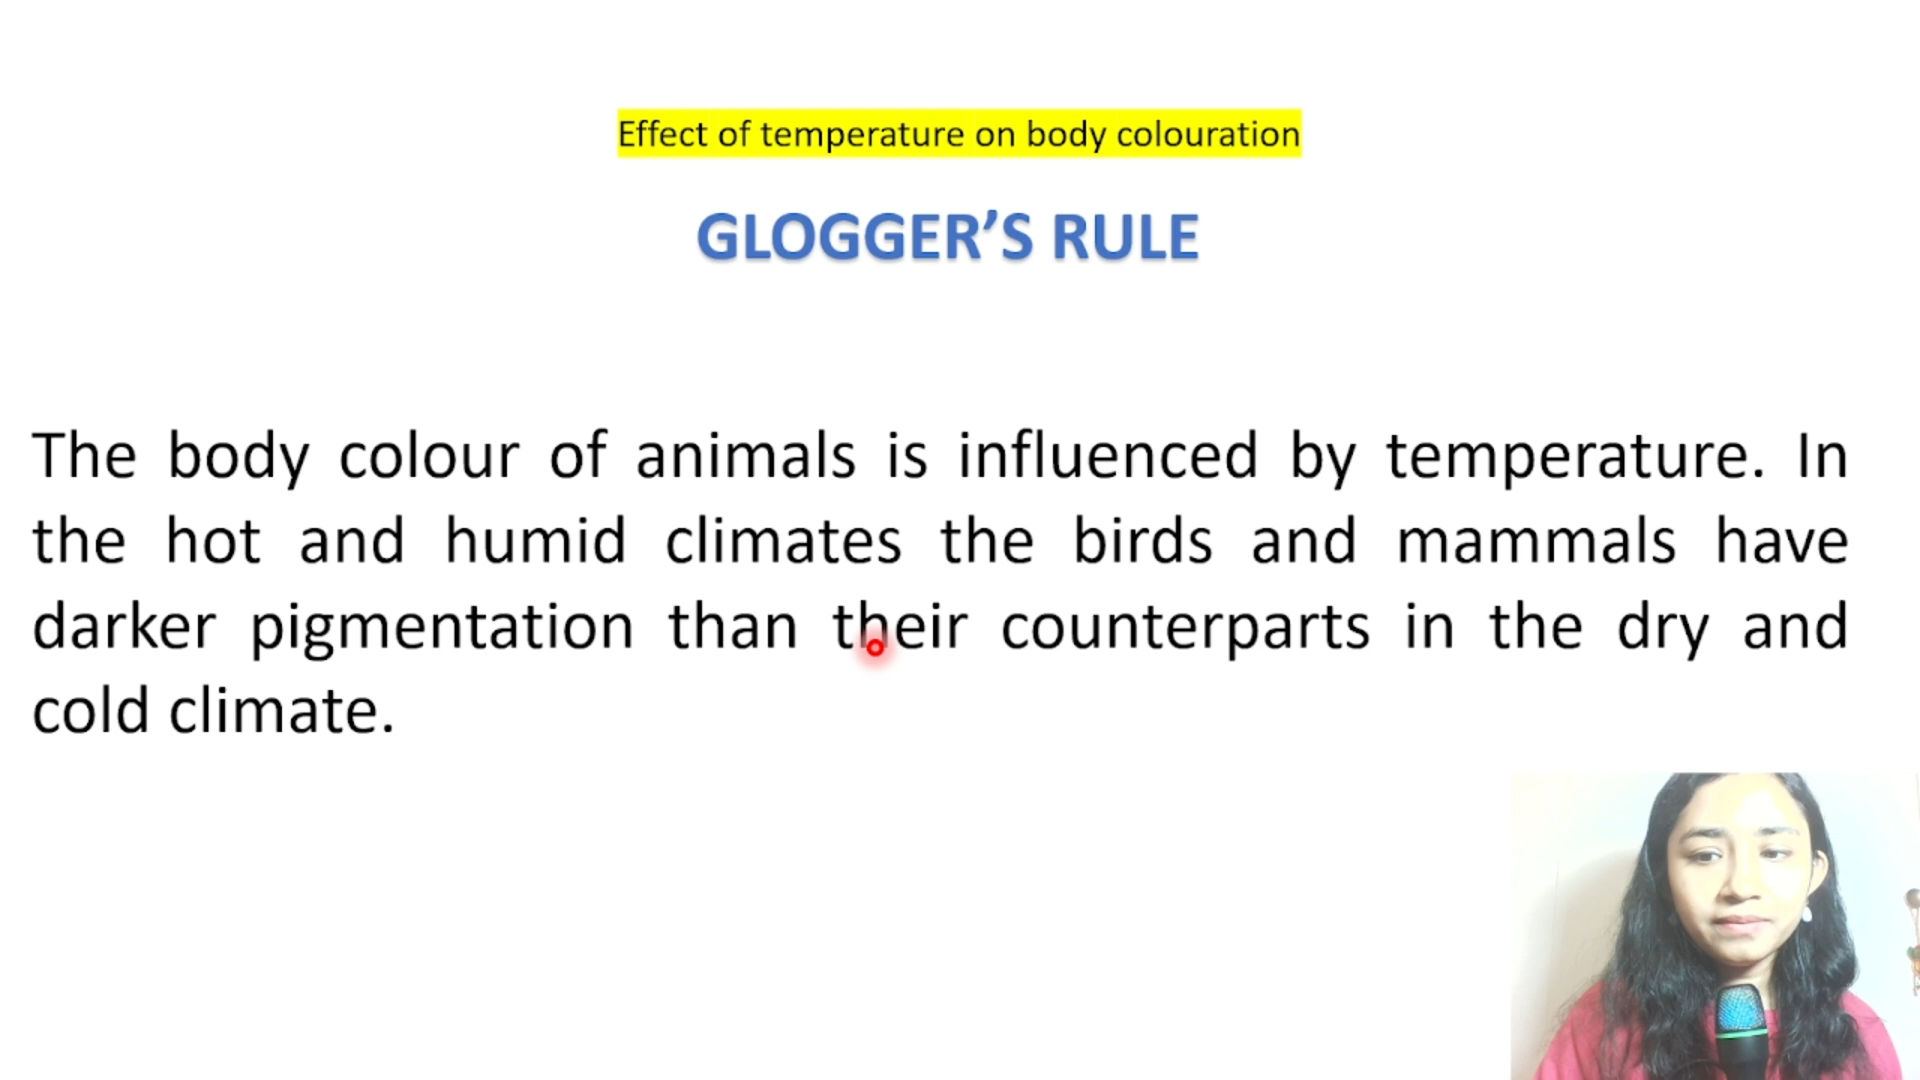 Effect of temperature on body colouration
GLOGGER’S RULE
The body colour of animals is influenced by temperature. In
the hot and humid climates the birds and mammals have
darker pigmentation than their counterparts in the dry and
cold climate.